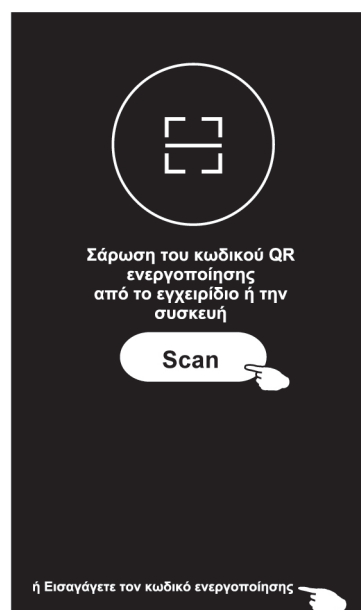 Σάρωση του κωδικού QR
ενεργοποίησης
από το εγχειρίδιο ή την
συσκευή
Scan
ή Εισαγάγετε τον κωδικό ενεργοποίησης